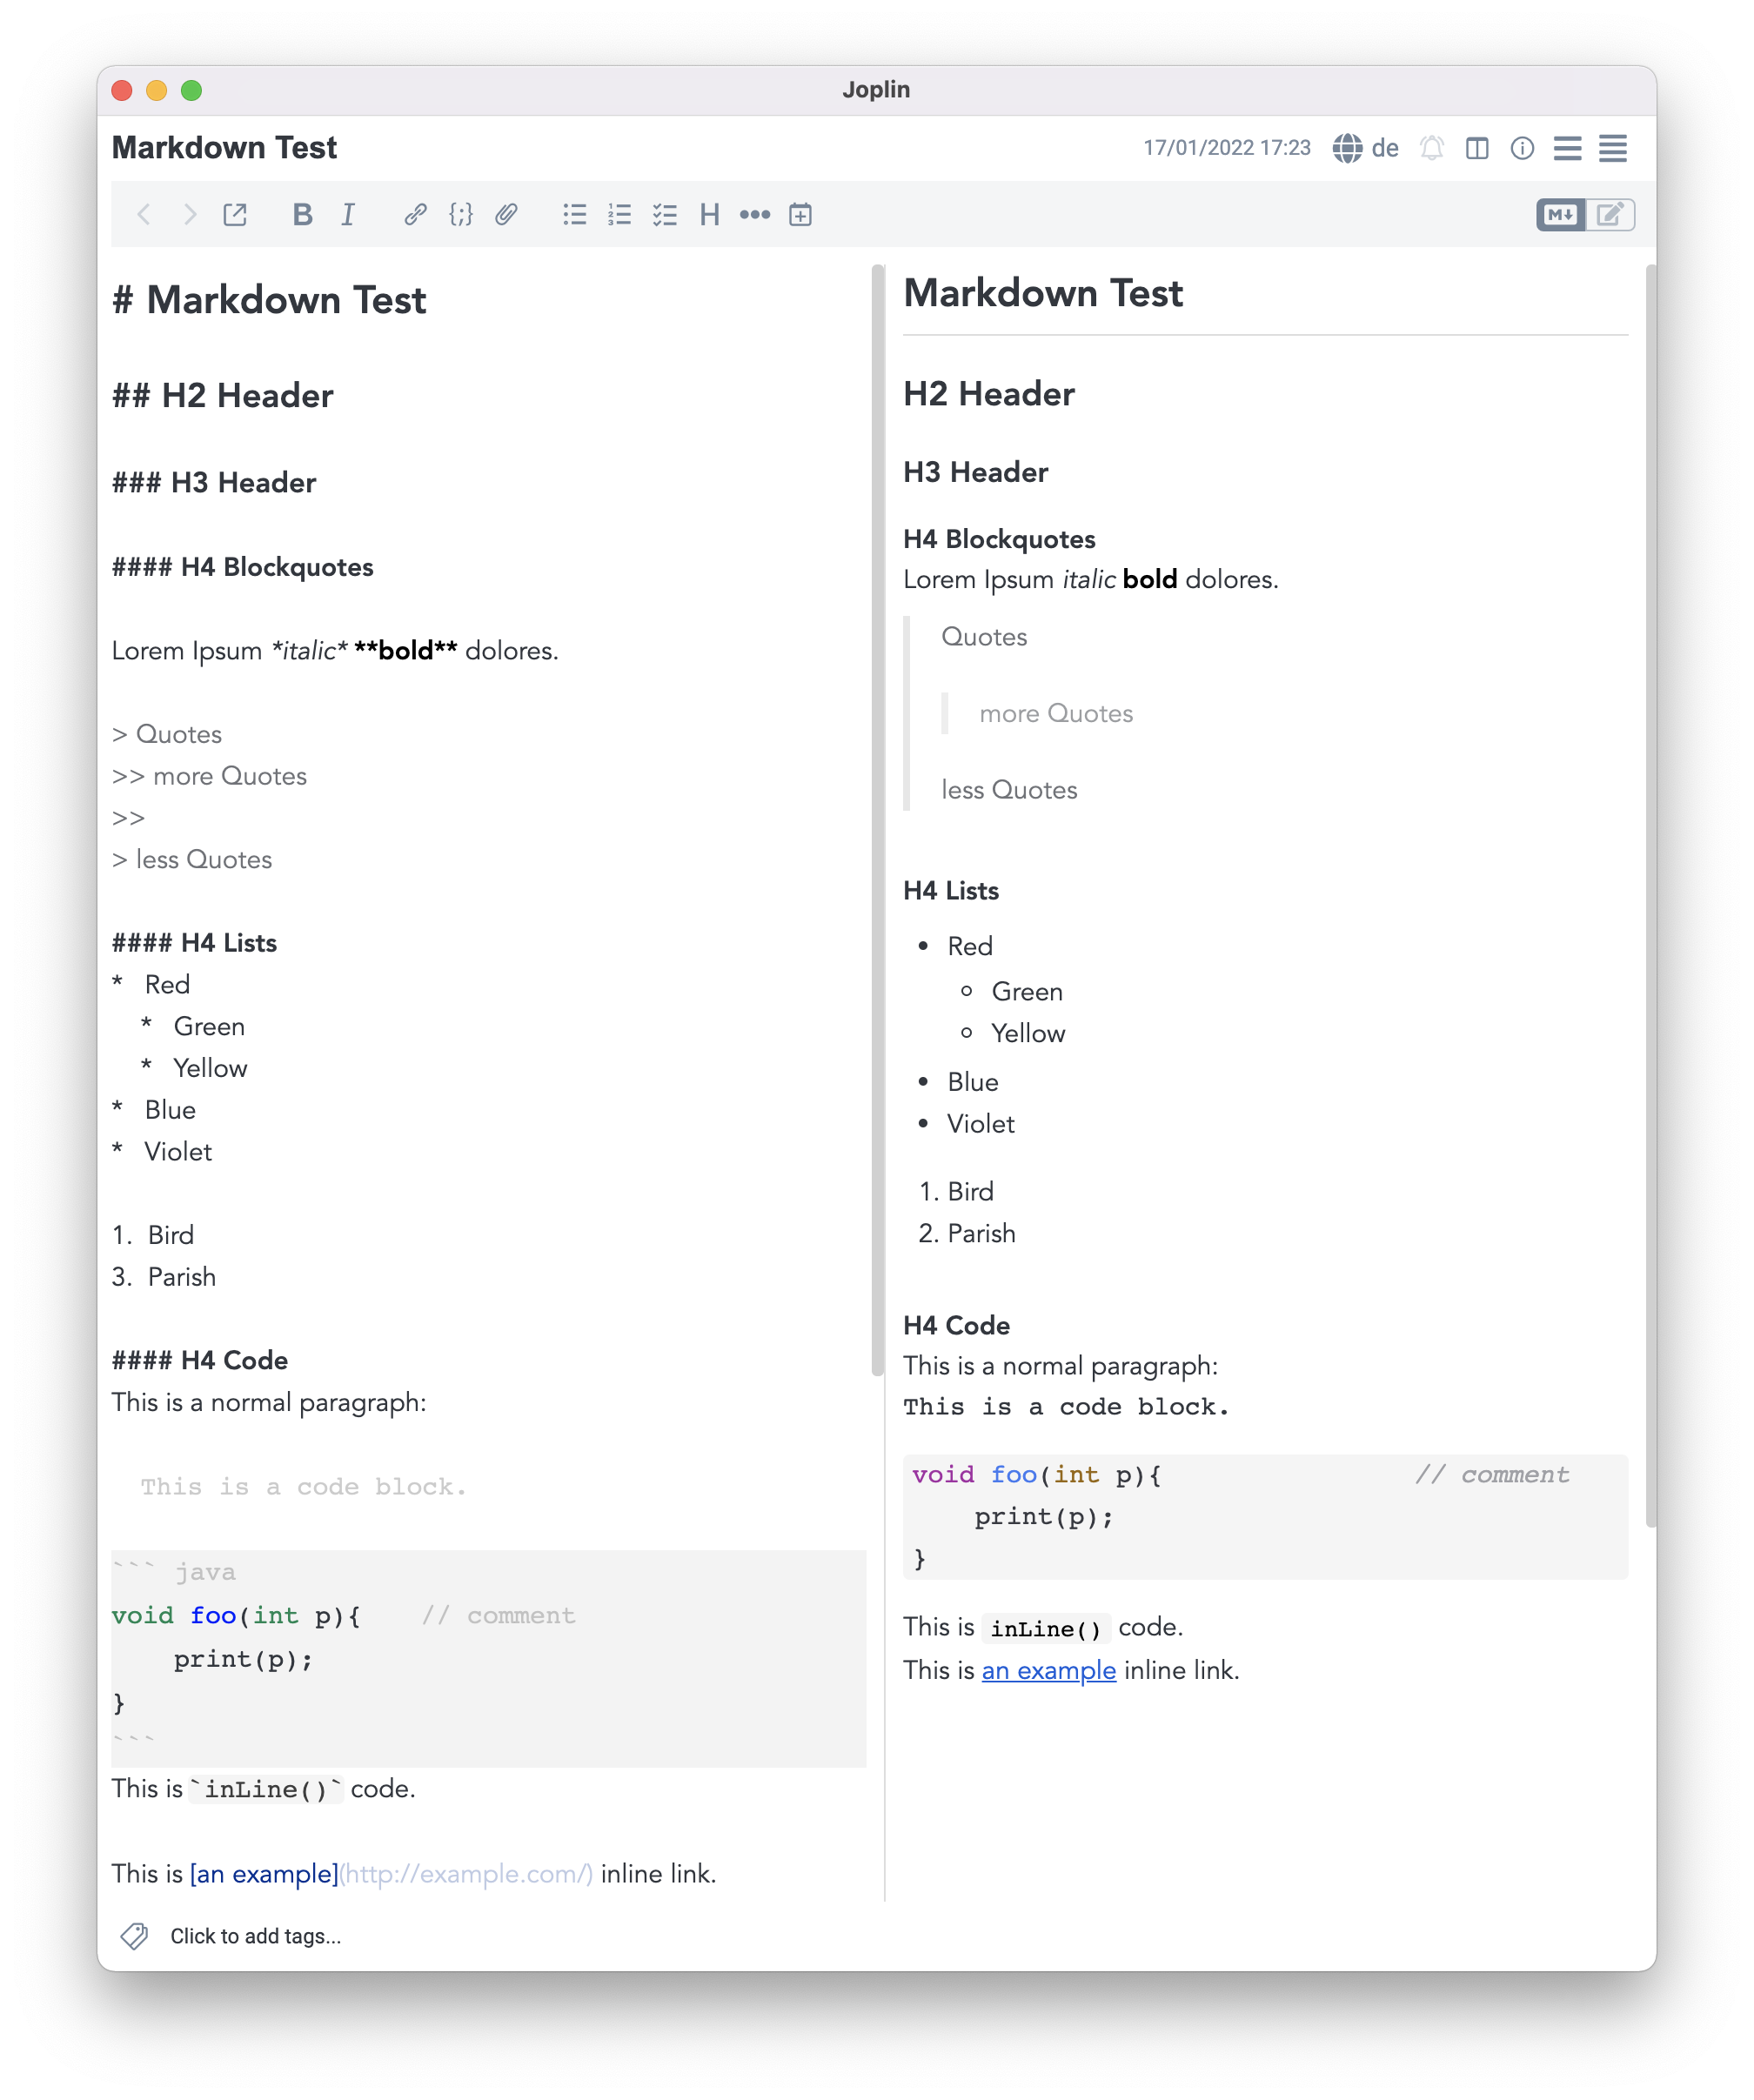 Joplin
Markdown Test
17/01/2022 17:23 de
B I {;} H M↓
# Markdown Test
## H2 Header
### H3 Header
#### H4 Blockquotes
Lorem Ipsum *italic* **bold** dolores.
> Quotes
>> more Quotes
>>
> less Quotes
#### H4 Lists
*   Red
    *   Green
    *   Yellow
*   Blue
*   Violet
1.  Bird
3.  Parish
#### H4 Code
This is a normal paragraph:
    This is a code block.
``` java
void foo(int p){    // comment
    print(p);
}
```
This is `inLine()` code.
This is [an example](http://example.com/) inline link.
Markdown Test
H2 Header
H3 Header
H4 Blockquotes
Lorem Ipsum italic bold dolores.
Quotes
more Quotes
less Quotes
H4 Lists
• Red
◦ Green
◦ Yellow
• Blue
• Violet
1. Bird
2. Parish
H4 Code
This is a normal paragraph:
This is a code block.
void foo(int p){                // comment
    print(p);
}
This is inLine() code.
This is an example inline link.
Click to add tags...